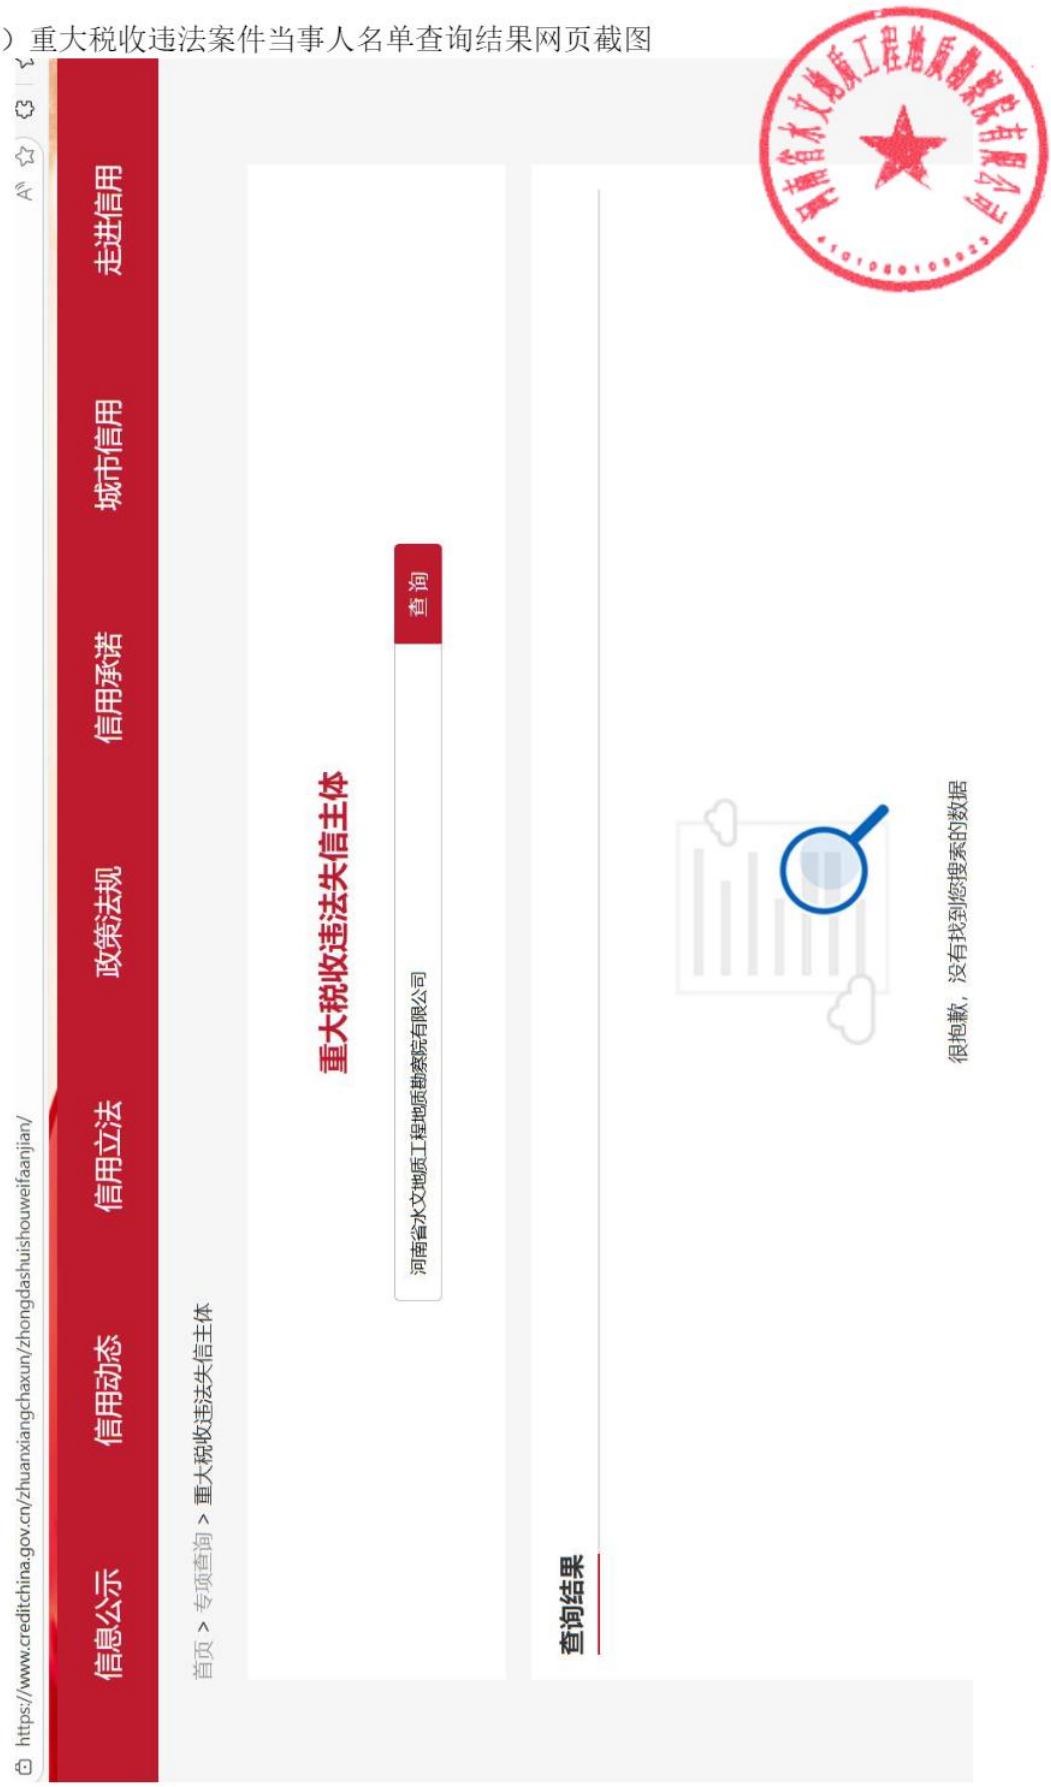 ）重大税收违法案件当事人名单查询结果网页截图
https://www.creditchina.gov.cn/zhuanxiangchaxun/zhongdashuishouweifaanjian/
信息公示 信用动态 信用立法 政策法规 信用承诺 城市信用 走进信用
首页 > 专项查询 > 重大税收违法失信主体
重大税收违法失信主体
河南省水文地质工程地质勘察院有限公司 查询
查询结果
很抱歉，没有找到您搜索的数据
河南省水文地质工程地质勘察院有限公司